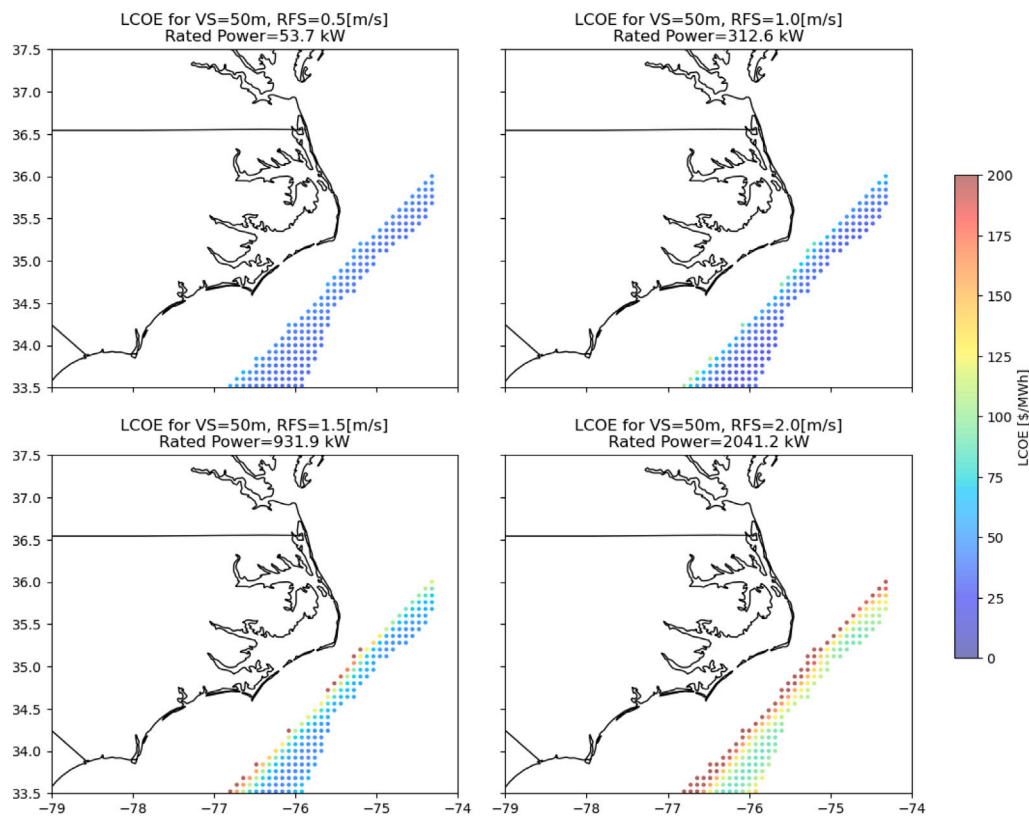 LCOE for VS=50m, RFS=0.5[m/s]
Rated Power=53.7 kW
LCOE for VS=50m, RFS=1.0[m/s]
Rated Power=312.6 kW
37.5
37.0
36.5
36.0
35.5
35.0
34.5
34.0
33.5
LCOE for VS=50m, RFS=1.5[m/s]
Rated Power=931.9 kW
LCOE for VS=50m, RFS=2.0[m/s]
Rated Power=2041.2 kW
37.5
37.0
36.5
36.0
35.5
35.0
34.5
34.0
33.5
−79 −78 −77 −76 −75 −74
−79 −78 −77 −76 −75 −74
200
175
150
125
100
75
50
25
0
LCOE [$/MWh]